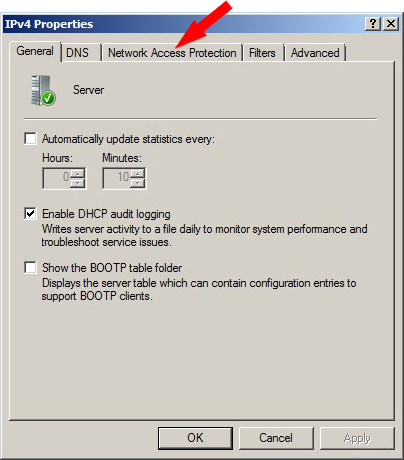 IPv4 Properties
General DNS Network Access Protection Filters Advanced
Server
Automatically update statistics every:
Hours: Minutes:
0 10
Enable DHCP audit logging
Writes server activity to a file daily to monitor system performance and
troubleshoot service issues.
Show the BOOTP table folder
Displays the server table which can contain configuration entries to
support BOOTP clients.
OK Cancel Apply